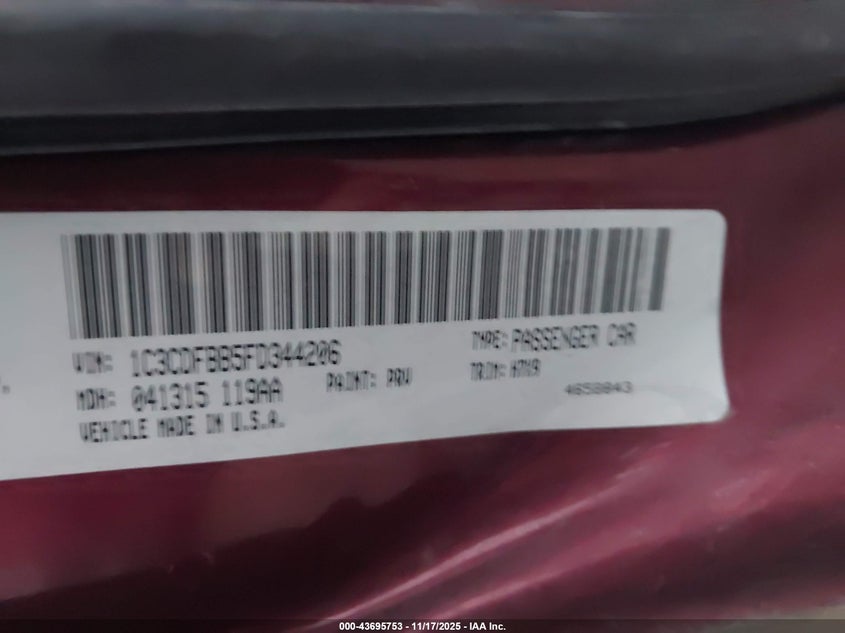 VIN: 1C3CDFBB5FD344206
TYPE: PASSENGER CAR
MDH: 041315 119AA
PAINT: PRV
TRIM:
4658843
VEHICLE MADE IN U.S.A.
000-43695753 — 11/17/2025 - IAA Inc.